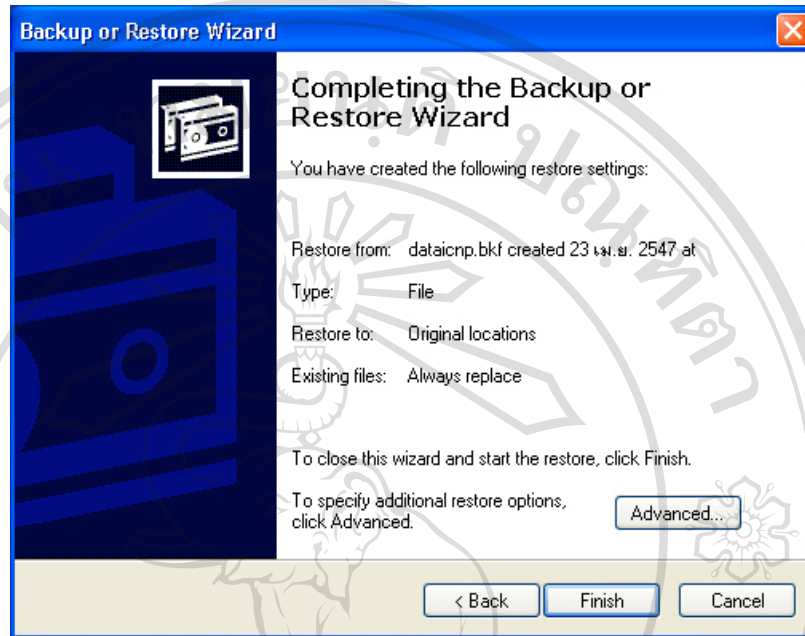 Backup or Restore Wizard
Completing the Backup or
Restore Wizard
You have created the following restore settings:
Restore from: dataicnp.bkf created 23 เม.ย. 2547 at
Type: File
Restore to: Original locations
Existing files: Always replace
To close this wizard and start the restore, click Finish.
To specify additional restore options,
click Advanced.
Advanced...
< Back
Finish
Cancel